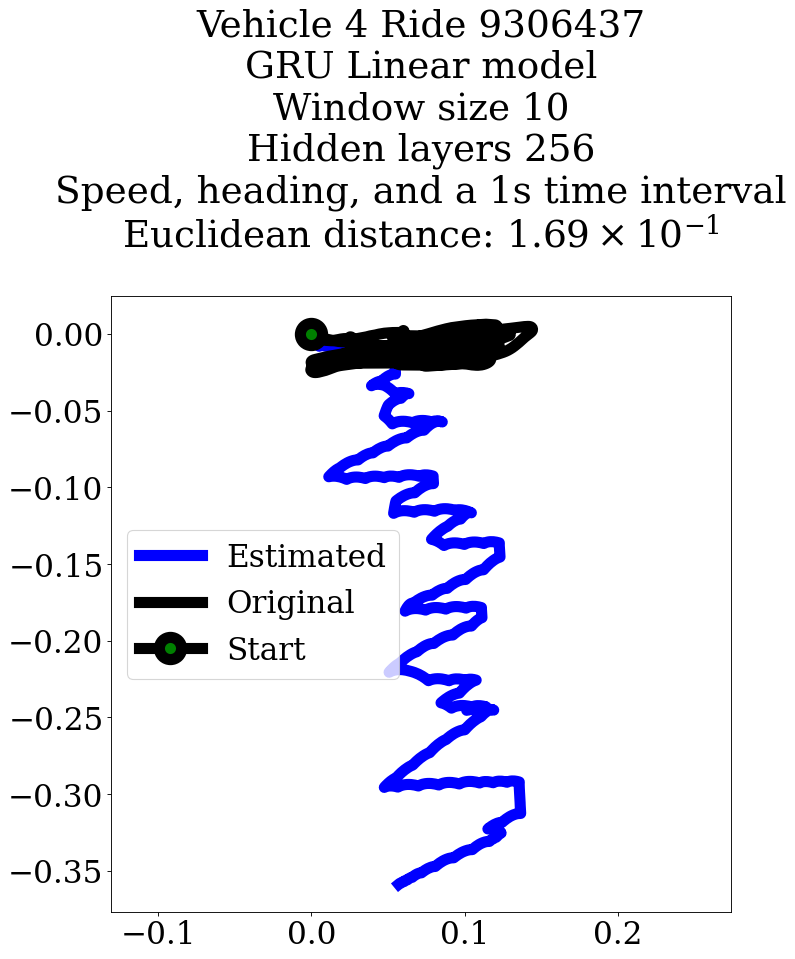 Vehicle 4 Ride 9306437
GRU Linear model
Window size 10
Hidden layers 256
Speed, heading, and a 1s time interval
Euclidean distance: 1.69 × 10⁻¹
0.00
−0.05
−0.10
−0.15
−0.20
−0.25
−0.30
−0.35
Estimated
Original
Start
−0.1 0.0 0.1 0.2